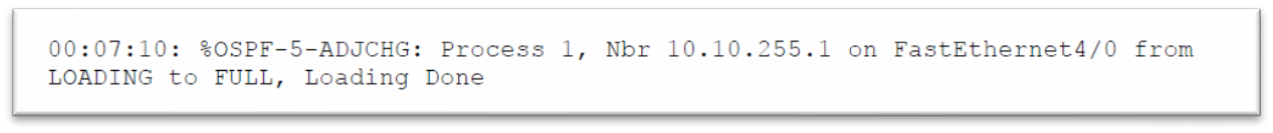 00:07:10: %OSPF-5-ADJCHG: Process 1, Nbr 10.10.255.1 on FastEthernet4/0 from
LOADING to FULL, Loading Done